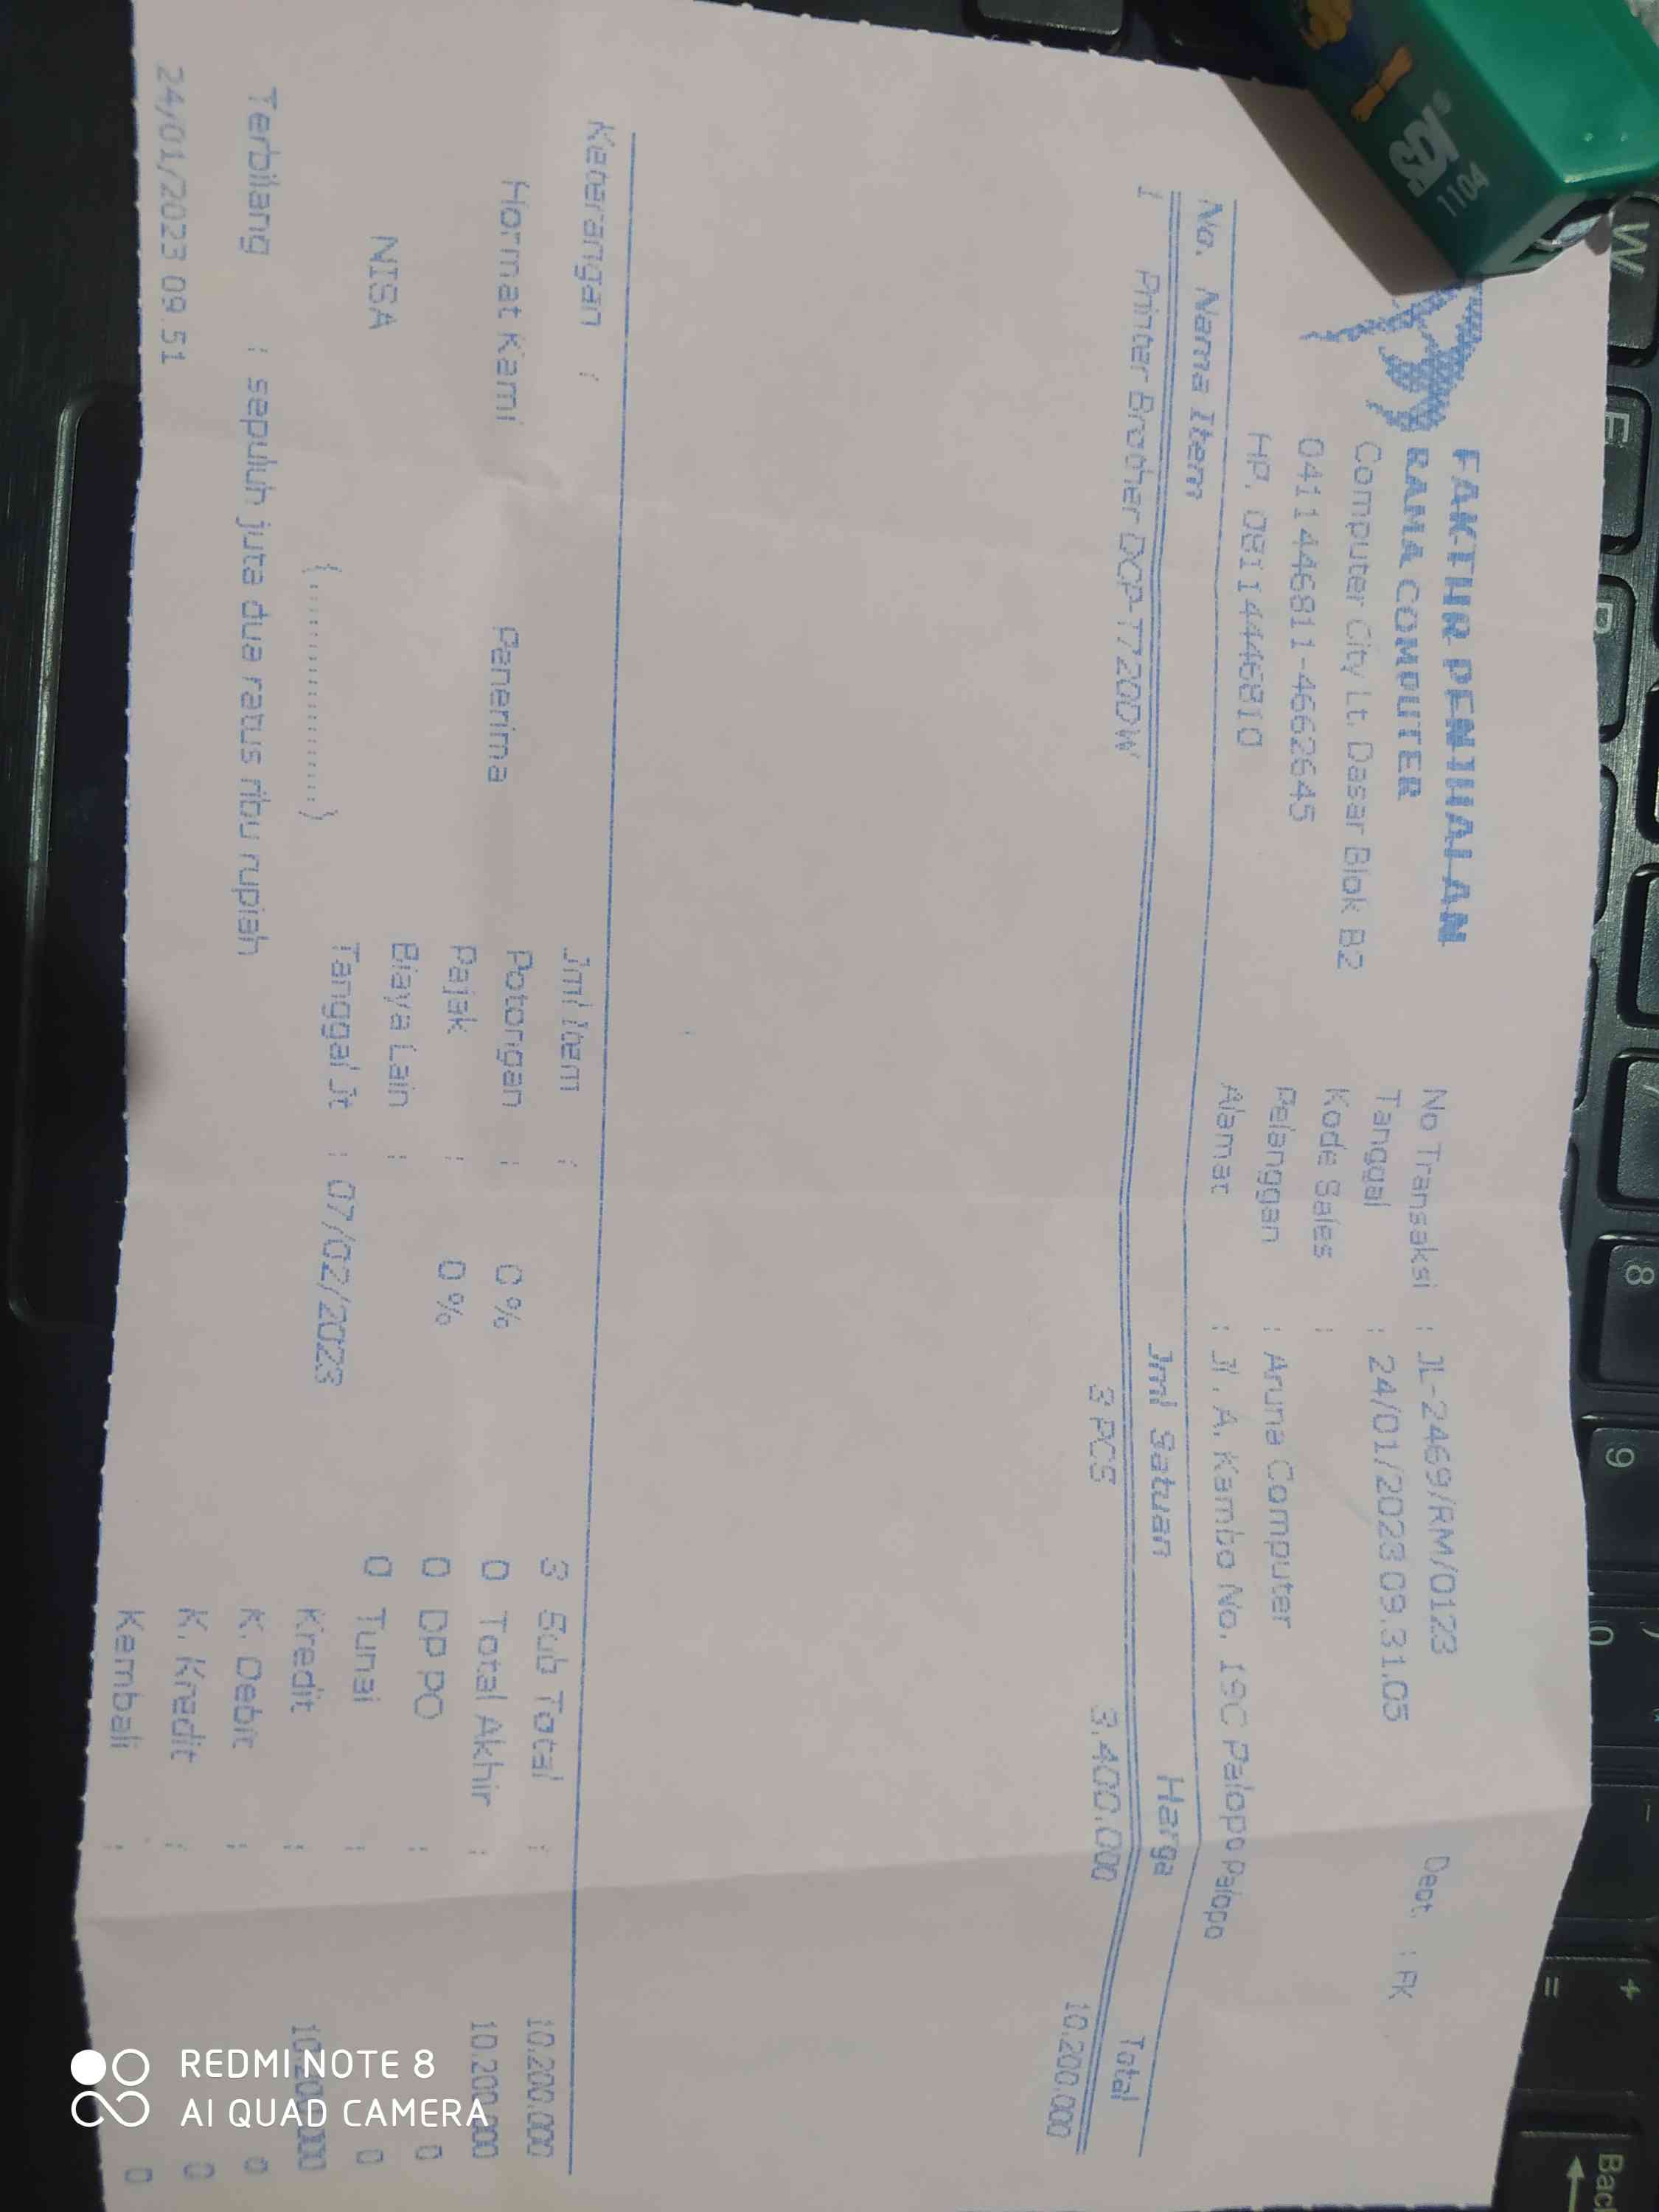 FAKTUR PENJUALAN
RAMA COMPUTER
Computer City Lt. Dasar Blok B2
0411 446811-4662645
HP. 0811 4446810
No Transaksi : JL-2469/RM/0123
Dept. : FK
Tanggal : 24/01/2023 09.31.05
Kode Sales :
Pelanggan : Aruna Computer
Alamat : Jl. A. Kambo No. 19C Palopo Palopo
No. Nama Item Jml Satuan Harga Total
1 Printer Brother DCP-T720DW 3 PCS 3.400.000 10.200.000
Keterangan : Jml Item : 3 Sub Total : 10.200.000
Hormat Kami Penerima Potongan : 0 % 0 Total Akhir : 10.200.000
Pajak : 0 % 0 DP PO : 0
NISA Biaya Lain : 0 Tunai : 0
(..............) Tanggal Jt : 07/02/2023 Kredit : 10.200.000
Terbilang : sepuluh juta dua ratus ribu rupiah K. Debit : 0
24/01/2023 09.51 K. Kredit : 0
Kembali : 0
SDI®
1104
W
E
R
8
9
0
+
=
REDMI NOTE 8
AI QUAD CAMERA